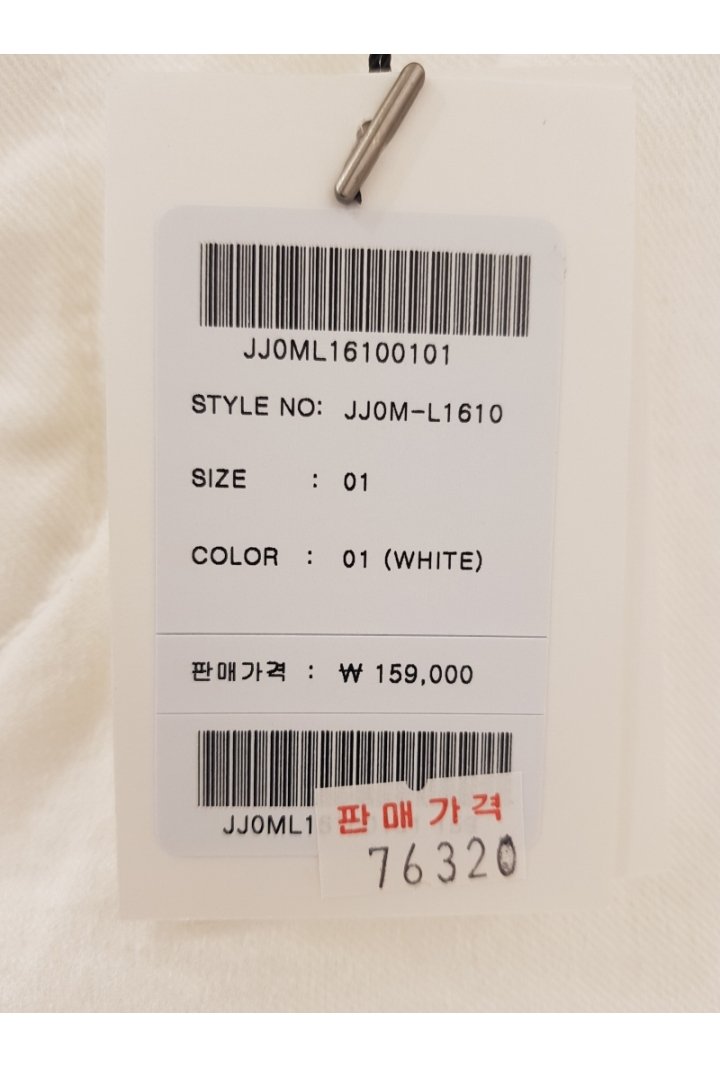 JJ0ML16100101
STYLE NO: JJ0M-L1610
SIZE : 01
COLOR : 01 (WHITE)
판매가격 : ₩ 159,000
JJ0ML1
판매가격
76320